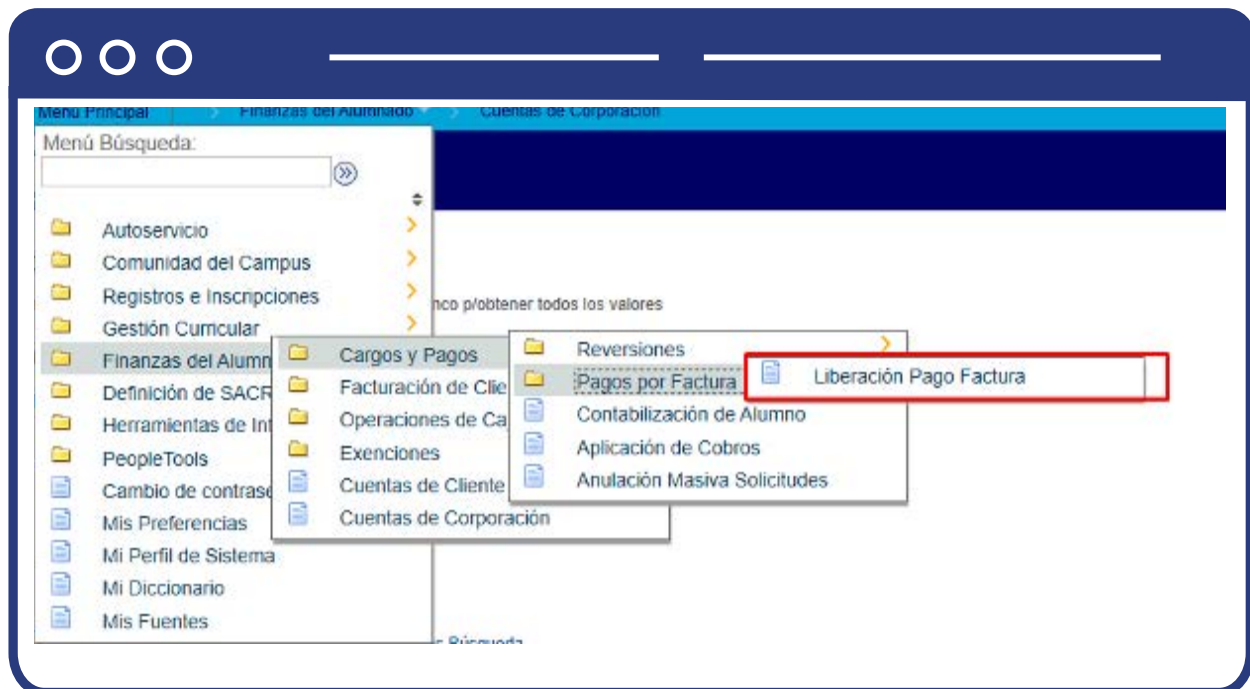 Menú Principal > Finanzas del Alumnado > Cuentas de Corporación
Menú Búsqueda:
Autoservicio
Comunidad del Campus
Registros e Inscripciones
Gestión Curricular
Finanzas del Alumn
Definición de SACR
Herramientas de Int
PeopleTools
Cambio de contrase
Mis Preferencias
Mi Perfil de Sistema
Mi Diccionario
Mis Fuentes
nco p/obtener todos los valores
Cargos y Pagos
Facturación de Clie
Operaciones de Ca
Exenciones
Cuentas de Cliente
Cuentas de Corporación
Reversiones
Pagos por Factura
Contabilización de Alumno
Aplicación de Cobros
Anulación Masiva Solicitudes
Liberación Pago Factura
Búsqueda